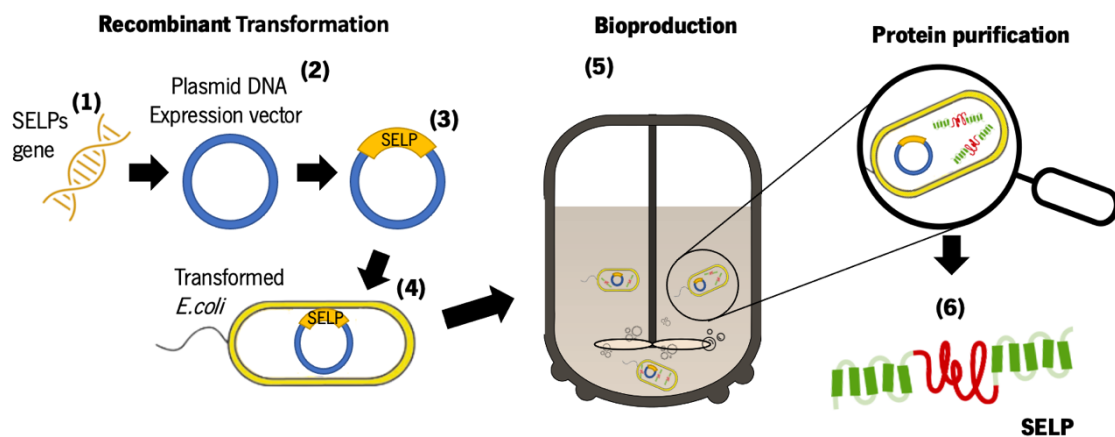 Recombinant Transformation
Bioproduction
Protein purification
(1)
SELPs
gene
(2)
Plasmid DNA
Expression vector
(3)
SELP
(4)
Transformed
E.coli
SELP
(5)
(6)
SELP